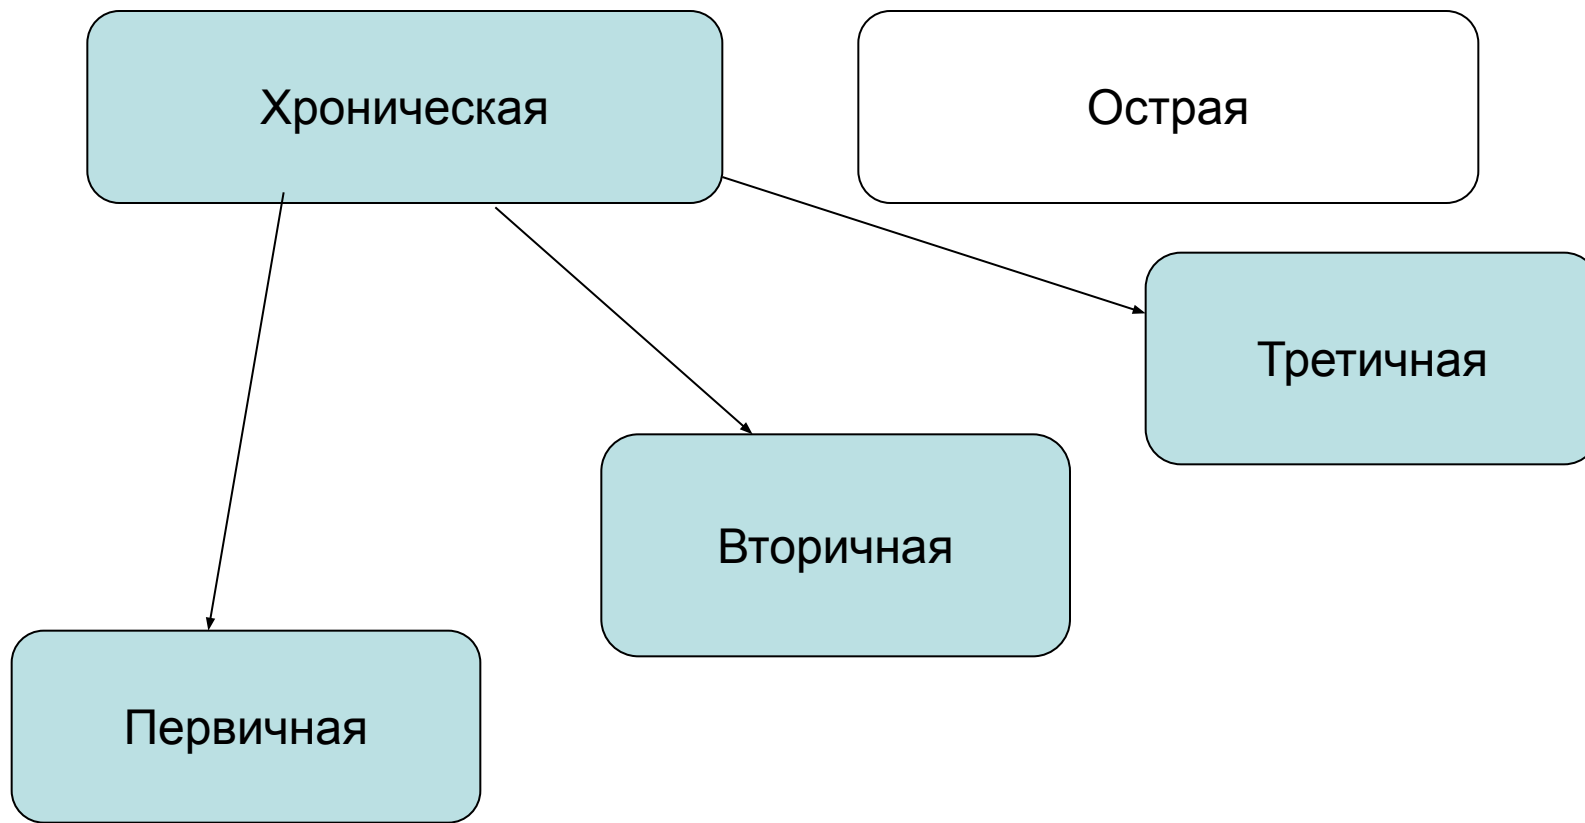 Хроническая
Острая
Третичная
Вторичная
Первичная